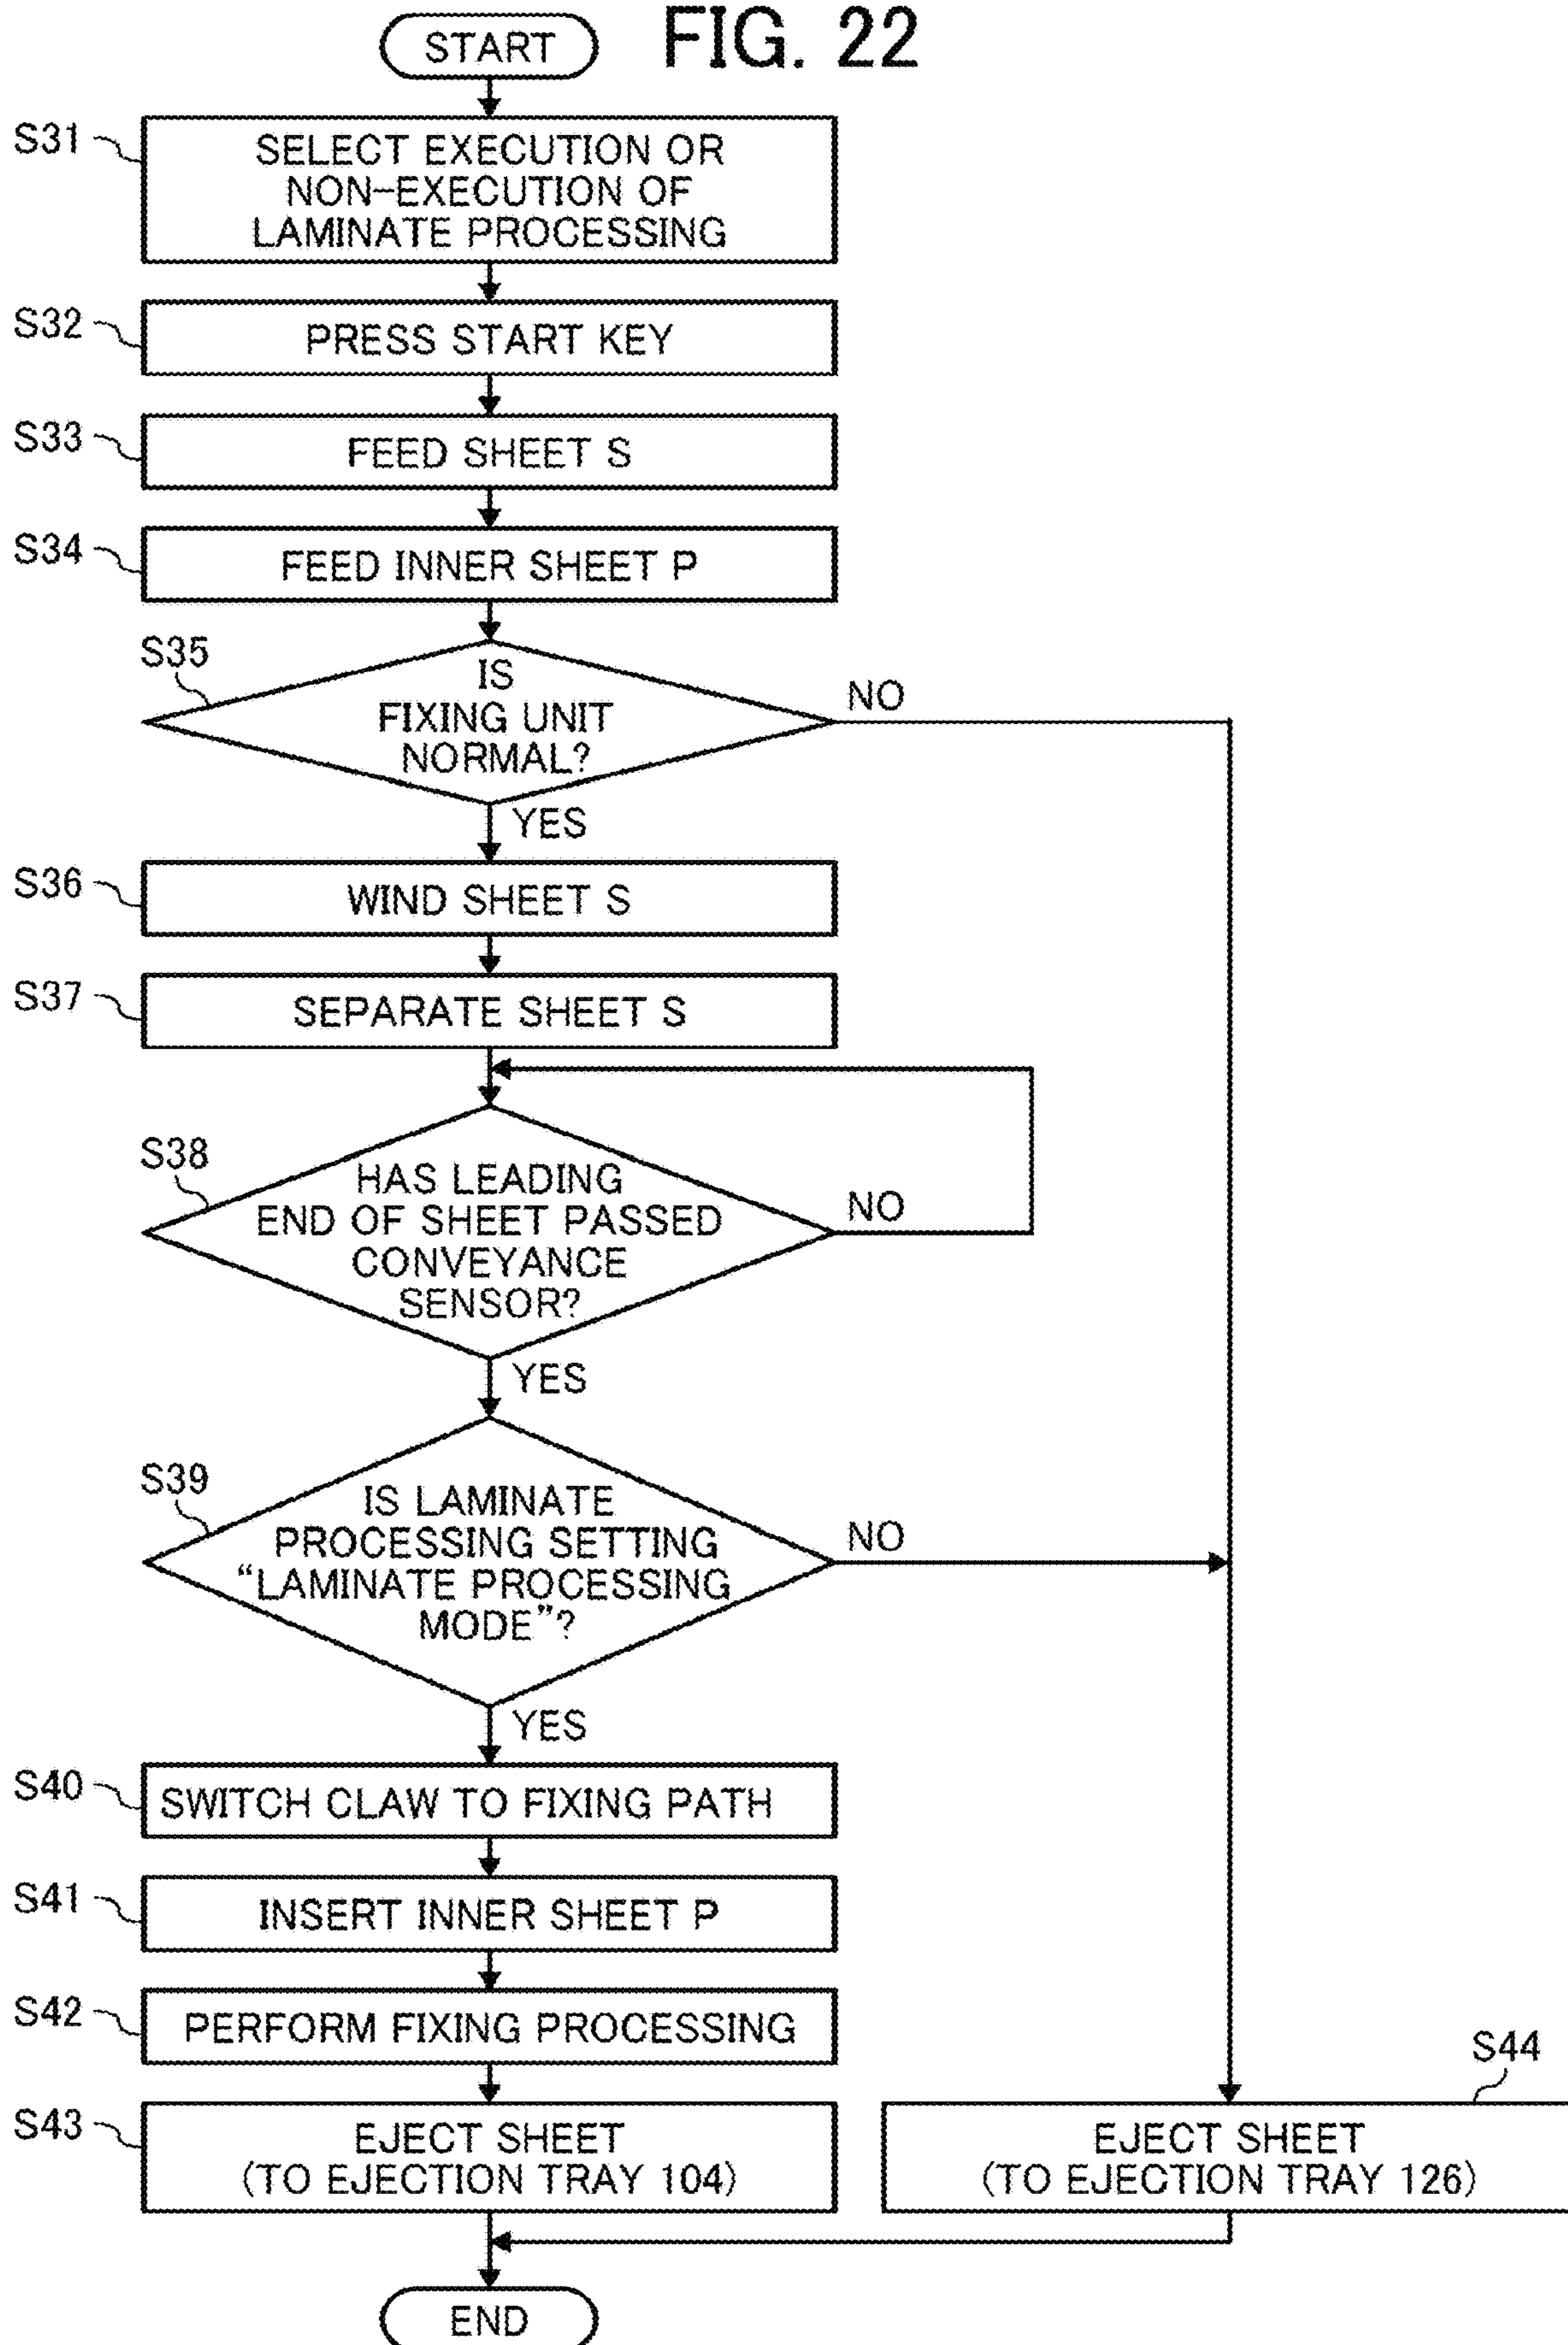 FIG. 22
START
S31
SELECT EXECUTION OR
NON-EXECUTION OF
LAMINATE PROCESSING
S32
PRESS START KEY
S33
FEED SHEET S
S34
FEED INNER SHEET P
S35
IS
FIXING UNIT
NORMAL?
NO
YES
S36
WIND SHEET S
S37
SEPARATE SHEET S
S38
HAS LEADING
END OF SHEET PASSED
CONVEYANCE
SENSOR?
NO
YES
S39
IS LAMINATE
PROCESSING SETTING
“LAMINATE PROCESSING
MODE”?
NO
YES
S40
SWITCH CLAW TO FIXING PATH
S41
INSERT INNER SHEET P
S42
PERFORM FIXING PROCESSING
S43
EJECT SHEET
(TO EJECTION TRAY 104)
S44
EJECT SHEET
(TO EJECTION TRAY 126)
END